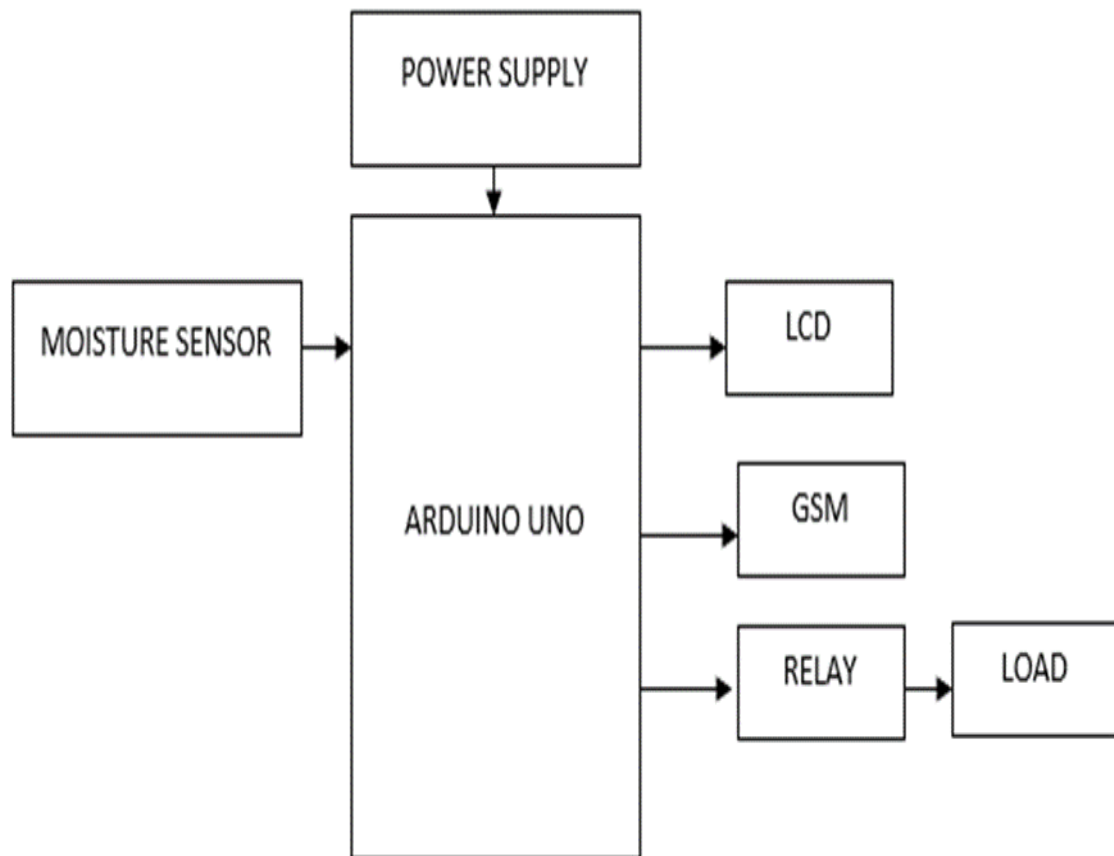 POWER SUPPLY
MOISTURE SENSOR
LCD
ARDUINO UNO
GSM
RELAY
LOAD